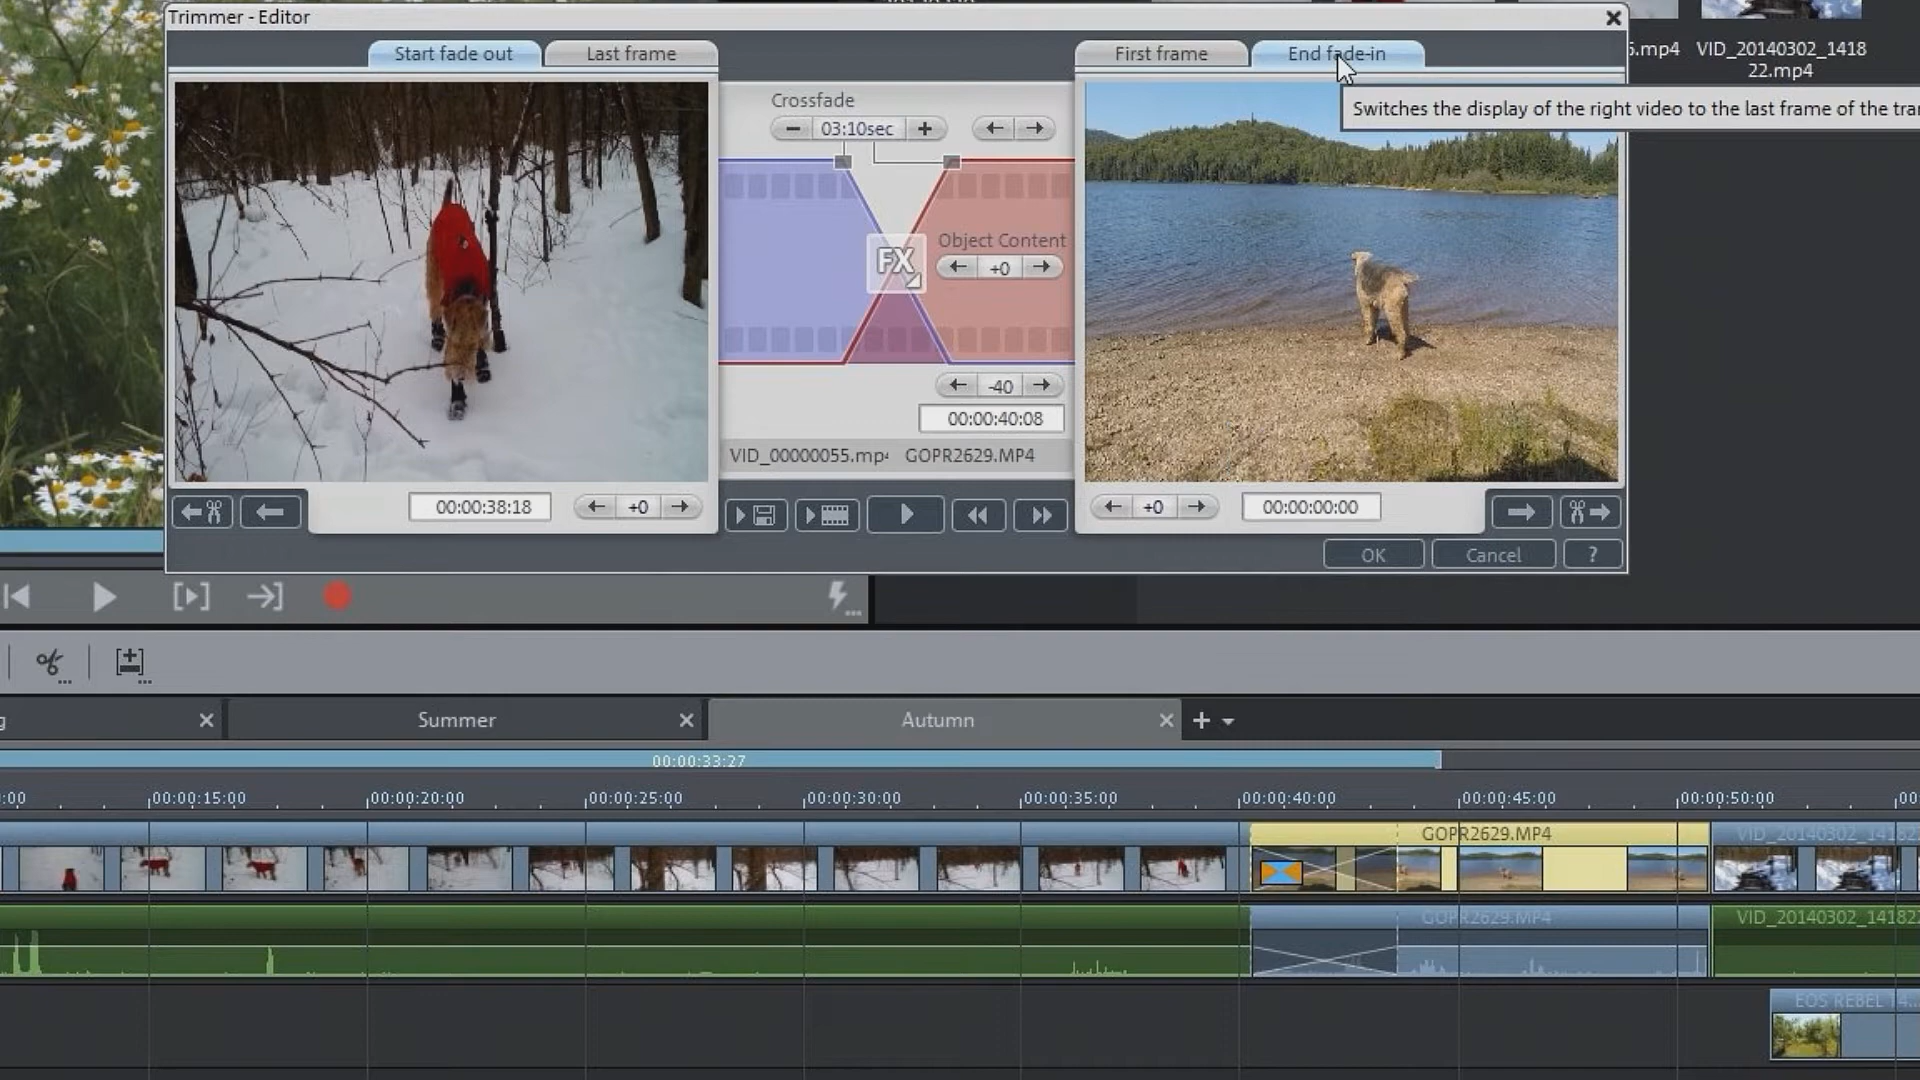 Trimmer - Editor
Start fade out
Last frame
First frame
End fade-in
.mp4
VID_20140302_1418
22.mp4
Switches the display of the right video to the last frame of the tra
Crossfade
03:10sec
Object Content
+0
FX
-40
00:00:40:08
VID_00000055.mp4
GOPR2629.MP4
00:00:38:18
+0
+0
00:00:00:00
OK
Cancel
?
g
Summer
Autumn
00:00:33:27
:00
00:00:15:00
00:00:20:00
00:00:25:00
00:00:30:00
00:00:35:00
00:00:40:00
00:00:45:00
00:00:50:00
00
GOPR2629.MP4
VID_20140302_14182
GOPR2629.MP4
VID_20140302_141822
EOS REBEL T4...